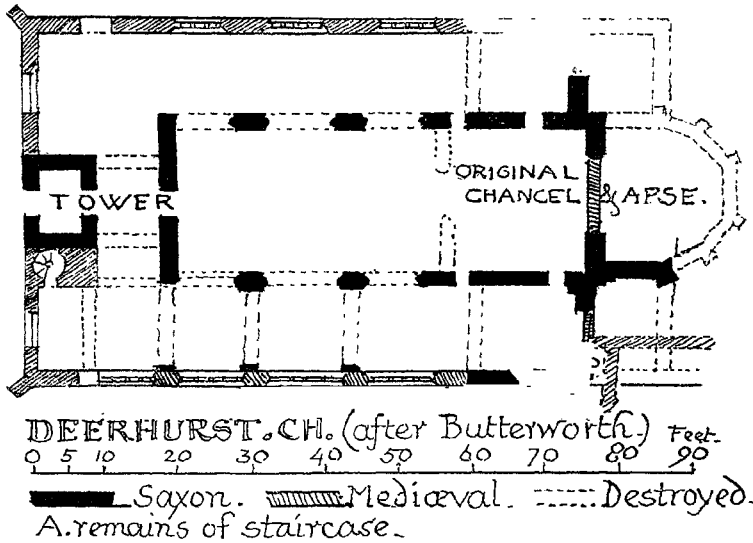 TOWER
ORIGINAL
CHANCEL & APSE.
DEERHURST. CH. (after Butterworth.) Feet.
0 5 10 20 30 40 50 60 70 80 90
Saxon. Mediæval. Destroyed.
A. remains of staircase.